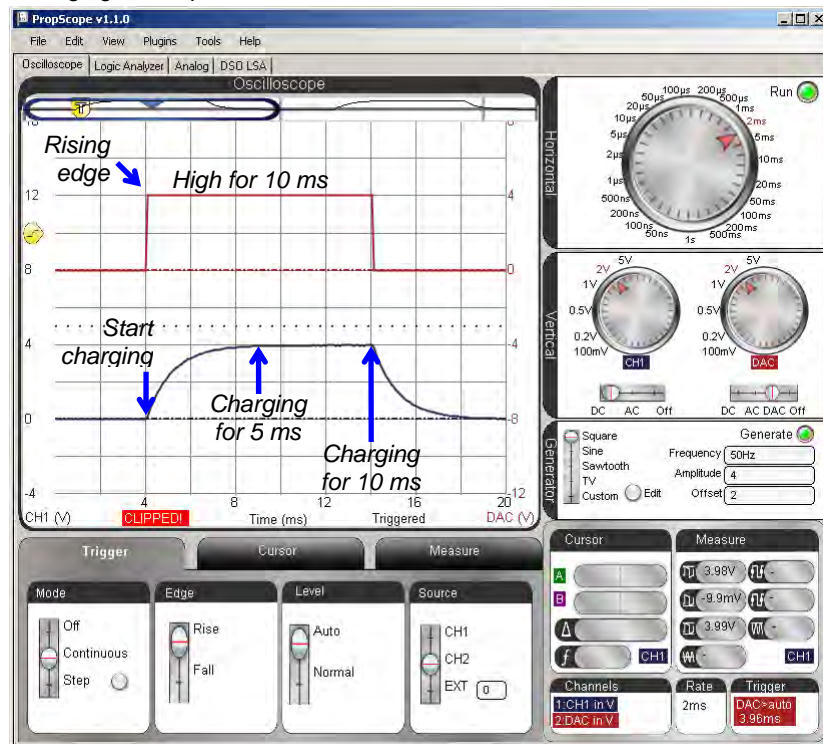 PropScope v1.1.0
File Edit View Plugins Tools Help
Oscilloscope Logic Analyzer Analog DSO LSA
Oscilloscope
T
Rising
edge
High for 10 ms
12 4
8 0
Start
charging
4 -4
Charging
for 5 ms
Charging
for 10 ms
0 -8
-4 4 8 12 16 20 -12
CH1 (V) CLIPPED! Time (ms) Triggered DAC (V)
Horizontal
Run
50ns
100ns
200ns
500ns
1µs
2µs
5µs
10µs
20µs
50µs
100µs
200µs
500µs
1ms
2ms
5ms
10ms
20ms
50ms
100ms
200ms
500ms
1s
Vertical
5V
2V
1V
0.5V
0.2V
100mV
CH1
DC AC Off
5V
2V
1V
0.5V
0.2V
100mV
DAC
DC AC DAC Off
Generator
Square
Sine
Sawtooth
TV
Custom Edit
Generate
Frequency 50Hz
Amplitude 4
Offset 2
Trigger Cursor Measure
Mode
Off
Continuous
Step
Edge
Rise
Fall
Level
Auto
Normal
Source
CH1
CH2
EXT 0
Cursor
A
B
Δ
f CH1
Measure
3.98V -
-9.9mV -
3.99V -
- CH1
Channels
1:CH1 in V
2:DAC in V
Rate
2ms
Trigger
DAC>auto
3.96ms